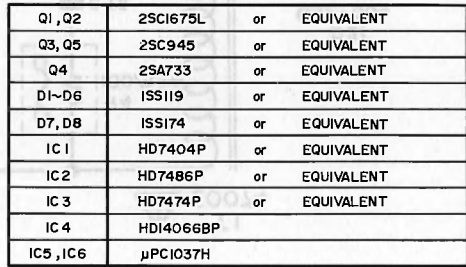 Q1,Q2 2SC1675L or EQUIVALENT
Q3,Q5 2SC945 or EQUIVALENT
Q4 2SA733 or EQUIVALENT
D1~D6 1SS119 or EQUIVALENT
D7,D8 1SS174 or EQUIVALENT
IC1 HD7404P or EQUIVALENT
IC2 HD7486P or EQUIVALENT
IC3 HD7474P or EQUIVALENT
IC4 HD14066BP
IC5,IC6 µPC1037H